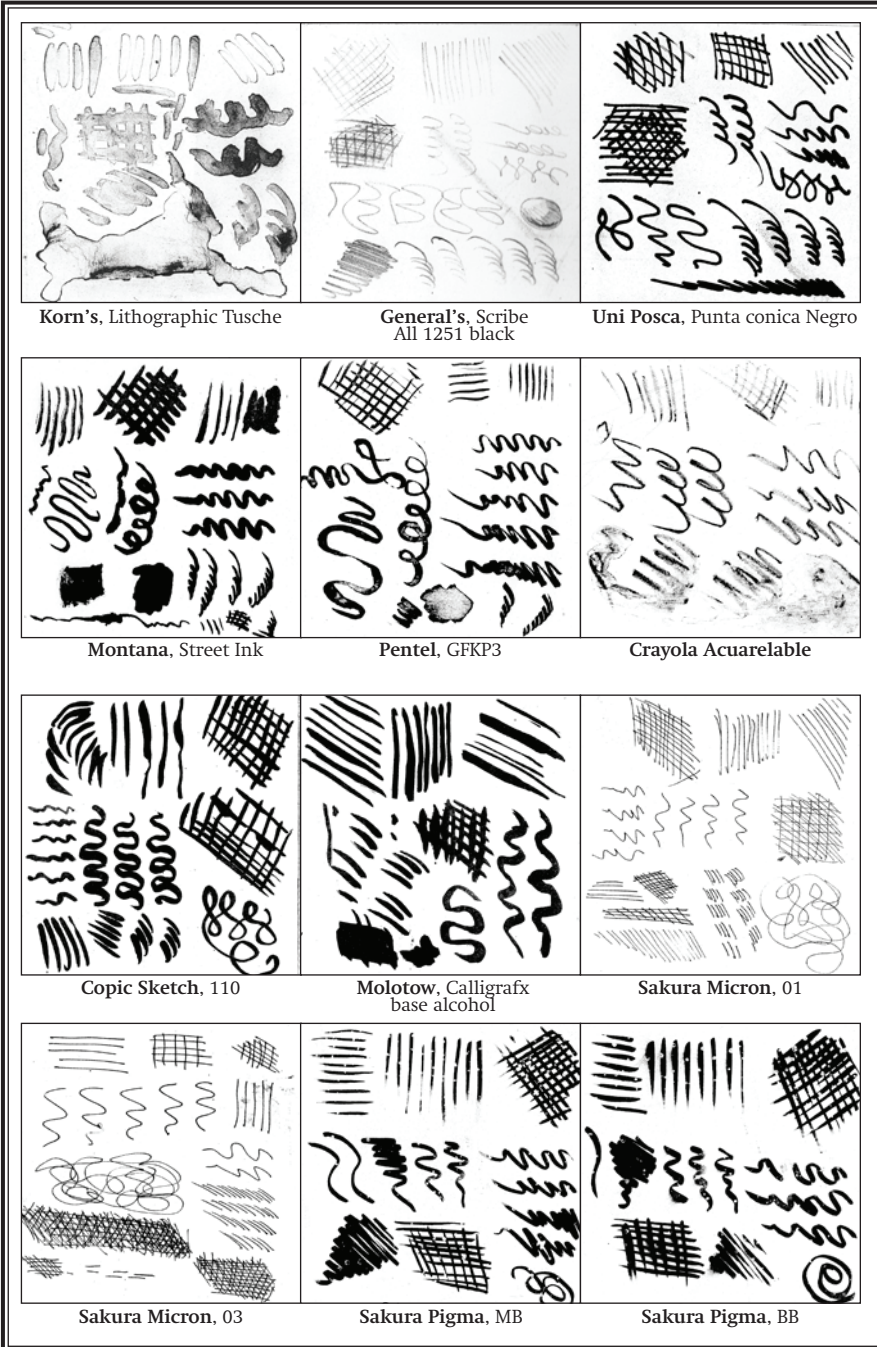 Korn's, Lithographic Tusche
General's, Scribe
All 1251 black
Uni Posca, Punta conica Negro
Montana, Street Ink
Pentel, GFKP3
Crayola Acuarelable
Copic Sketch, 110
Molotow, Calligrafx
base alcohol
Sakura Micron, 01
Sakura Micron, 03
Sakura Pigma, MB
Sakura Pigma, BB